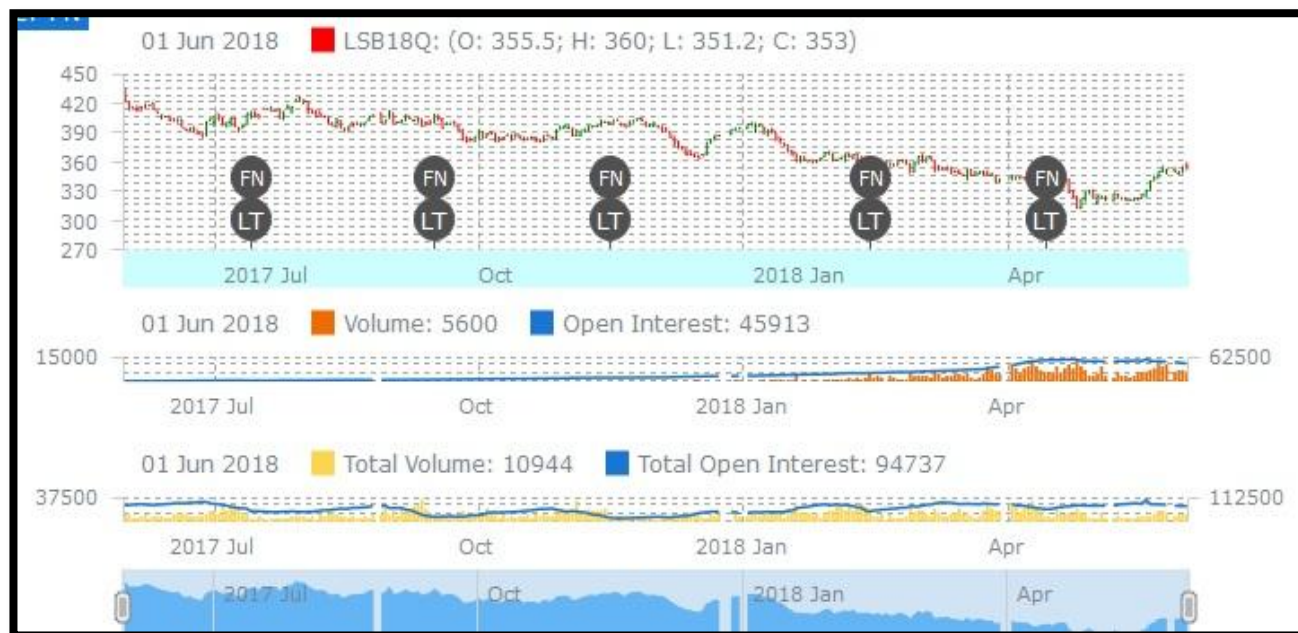 01 Jun 2018 LSB18Q: (O: 355.5; H: 360; L: 351.2; C: 353)
450
420
390
360
330
300
270
FN FN FN FN FN
LT LT LT LT LT
2017 Jul Oct 2018 Jan Apr
01 Jun 2018 Volume: 5600 Open Interest: 45913
15000 62500
2017 Jul Oct 2018 Jan Apr
01 Jun 2018 Total Volume: 10944 Total Open Interest: 94737
37500 112500
2017 Jul Oct 2018 Jan Apr
2017 Jul Oct 2018 Jan Apr